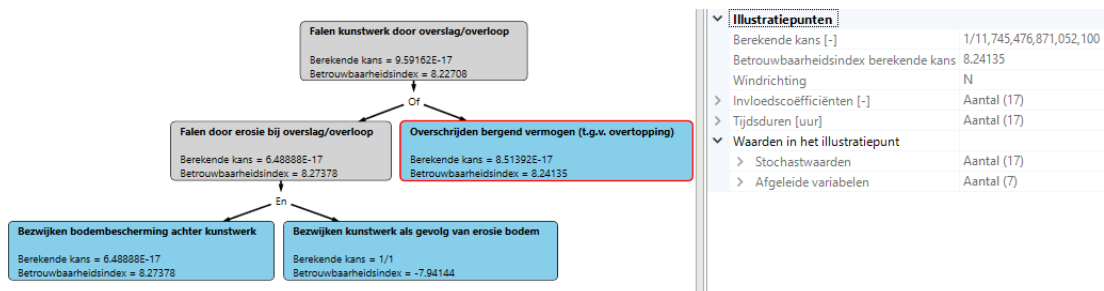 Falen kunstwerk door overslag/overloop
Berekende kans = 9.59162E-17
Betrouwbaarheidsindex = 8.22708
Of
Falen door erosie bij overslag/overloop
Berekende kans = 6.48888E-17
Betrouwbaarheidsindex = 8.27378
Overschrijden bergend vermogen (t.g.v. overtopping)
Berekende kans = 8.51392E-17
Betrouwbaarheidsindex = 8.24135
En
Bezwijken bodembescherming achter kunstwerk
Berekende kans = 6.48888E-17
Betrouwbaarheidsindex = 8.27378
Bezwijken kunstwerk als gevolg van erosie bodem
Berekende kans = 1/1
Betrouwbaarheidsindex = -7.94144
Illustratiepunten
Berekende kans [-] 1/11,745,476,871,052,100
Betrouwbaarheidsindex berekende kans 8.24135
Windrichting N
Invloedscoëfficiënten [-] Aantal (17)
Tijdsduren [uur] Aantal (17)
Waarden in het illustratiepunt
Stochastwaarden Aantal (17)
Afgeleide variabelen Aantal (7)